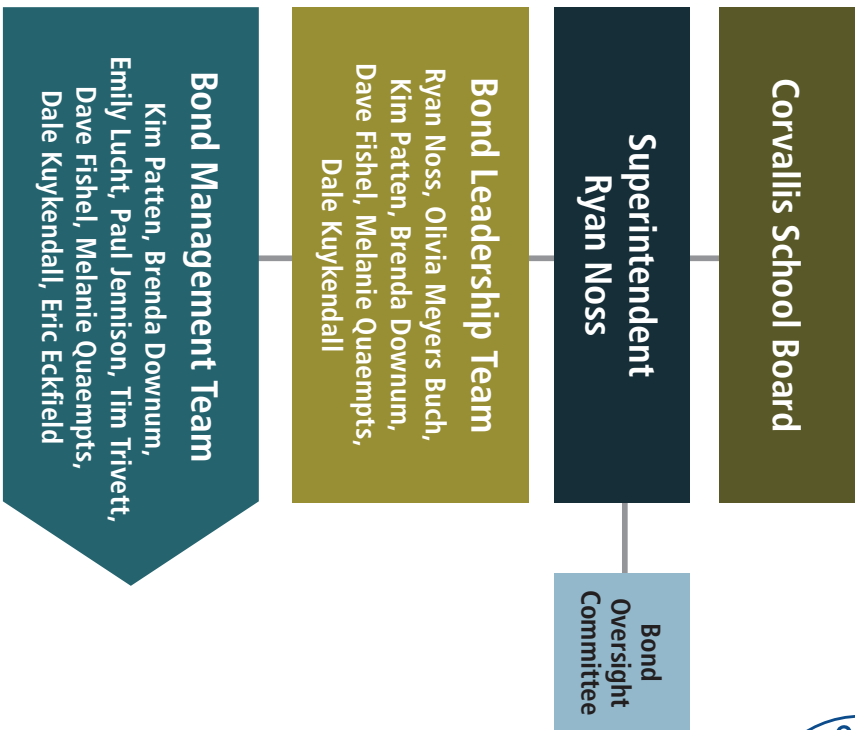 Corvallis School Board
Superintendent
Ryan Noss
Bond
Oversight
Committee
Bond Leadership Team
Ryan Noss, Olivia Meyers Buch,
Kim Patten, Brenda Downum,
Dave Fishel, Melanie Quaempts,
Dale Kuykendall
Bond Management Team
Kim Patten, Brenda Downum,
Emily Lucht, Paul Jennison, Tim Trivett,
Dave Fishel, Melanie Quaempts,
Dale Kuykendall, Eric Eckfield